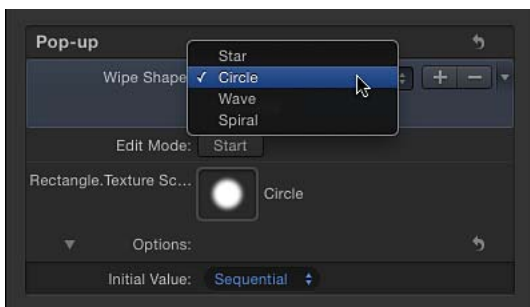 Pop-up
Star
Wipe Shape ✓ Circle
Wave
Spiral
Edit Mode: Start
Rectangle.Texture Sc... Circle
Options:
Initial Value: Sequential